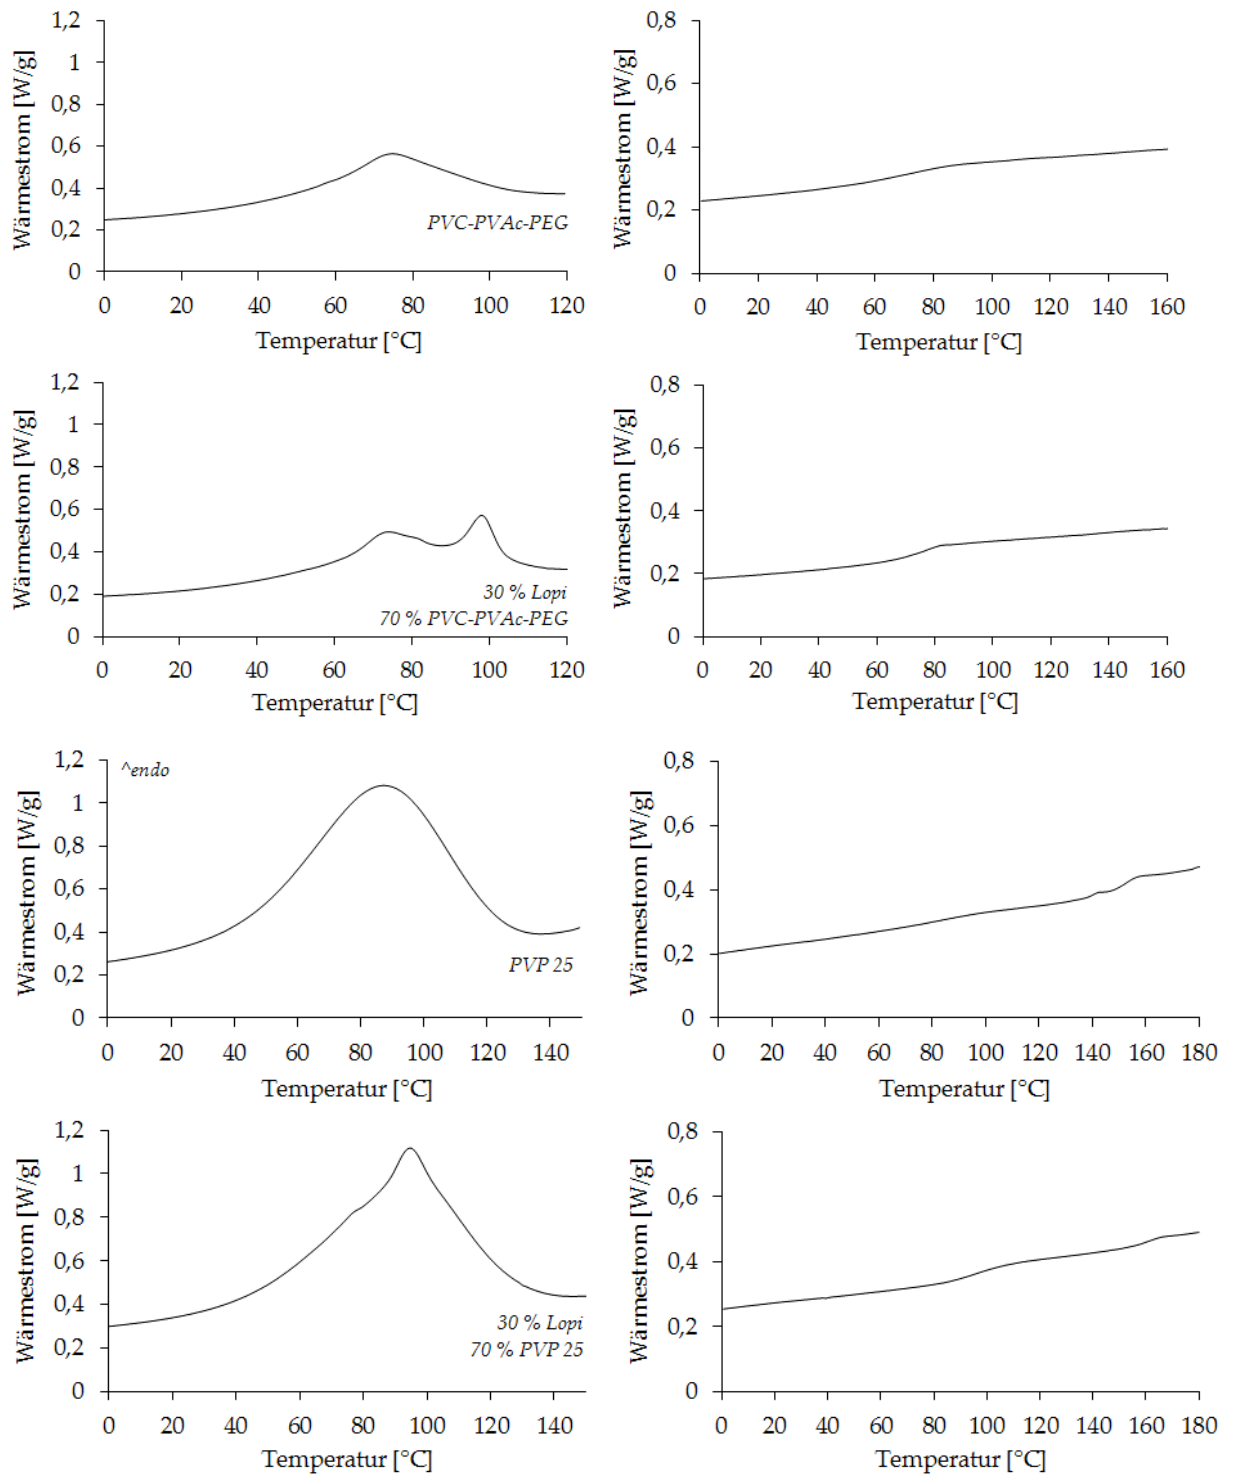 1,2
1
0,8
0,6
0,4
0,2
0
Wärmestrom [W/g]
PVC-PVAc-PEG
0 20 40 60 80 100 120
Temperatur [°C]
0,8
0,6
0,4
0,2
0
Wärmestrom [W/g]
0 20 40 60 80 100 120 140 160
Temperatur [°C]
1,2
1
0,8
0,6
0,4
0,2
0
Wärmestrom [W/g]
30 % Lopi
70 % PVC-PVAc-PEG
0 20 40 60 80 100 120
Temperatur [°C]
0,8
0,6
0,4
0,2
0
Wärmestrom [W/g]
0 20 40 60 80 100 120 140 160
Temperatur [°C]
1,2
1
0,8
0,6
0,4
0,2
0
Wärmestrom [W/g]
^endo
PVP 25
0 20 40 60 80 100 120 140
Temperatur [°C]
0,8
0,6
0,4
0,2
0
Wärmestrom [W/g]
0 20 40 60 80 100 120 140 160 180
Temperatur [°C]
1,2
1
0,8
0,6
0,4
0,2
0
Wärmestrom [W/g]
30 % Lopi
70 % PVP 25
0 20 40 60 80 100 120 140
Temperatur [°C]
0,8
0,6
0,4
0,2
0
Wärmestrom [W/g]
0 20 40 60 80 100 120 140 160 180
Temperatur [°C]